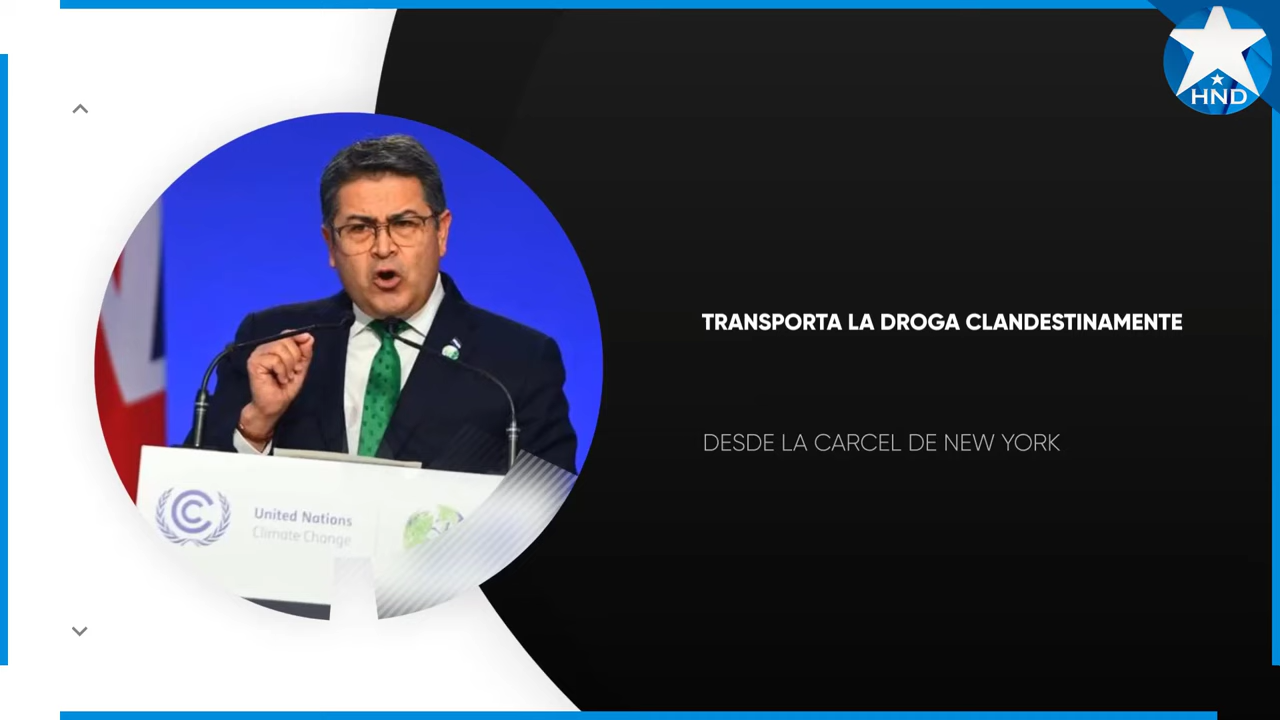 HND
TRANSPORTA LA DROGA CLANDESTINAMENTE
DESDE LA CARCEL DE NEW YORK
United Nations
Climate Change